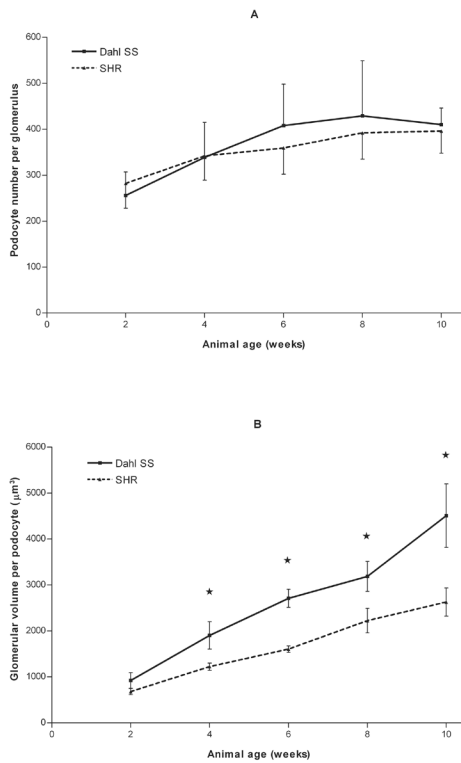 A
Dahl SS
SHR
Podocyte number per glomerulus
600
500
400
300
200
100
0
0 2 4 6 8 10
Animal age (weeks)
B
Dahl SS
SHR
Glomerular volume per podocyte (μm³)
6000
5000
4000
3000
2000
1000
0
0 2 4 6 8 10
Animal age (weeks)